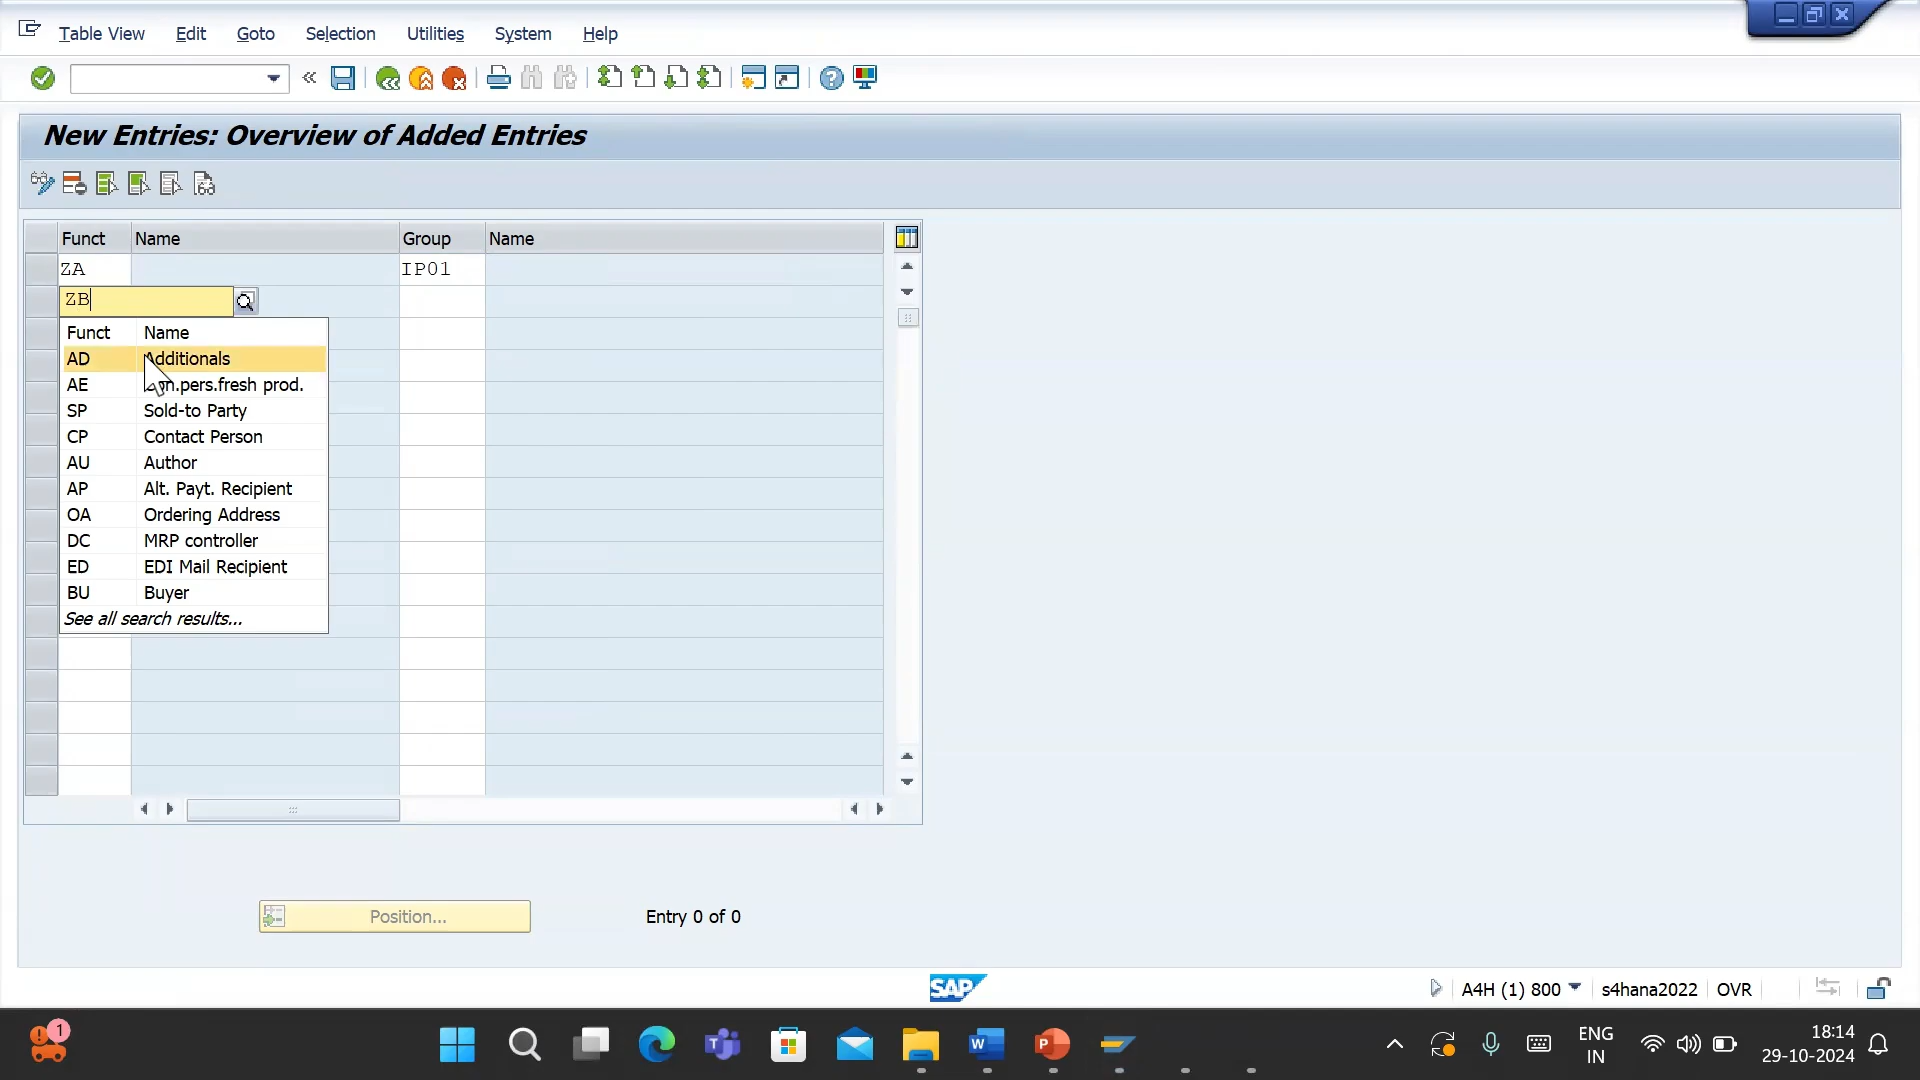 Table View Edit Goto Selection Utilities System Help
New Entries: Overview of Added Entries
Funct Name Group Name
ZA IP01
ZB
Funct Name
AD Additionals
AE pers.fresh prod.
SP Sold-to Party
CP Contact Person
AU Author
AP Alt. Payt. Recipient
OA Ordering Address
DC MRP controller
ED EDI Mail Recipient
BU Buyer
See all search results...
Position...
Entry 0 of 0
SAP
A4H (1) 800
s4hana2022
OVR
1
T
W
P
ENG
IN
18:14
29-10-2024